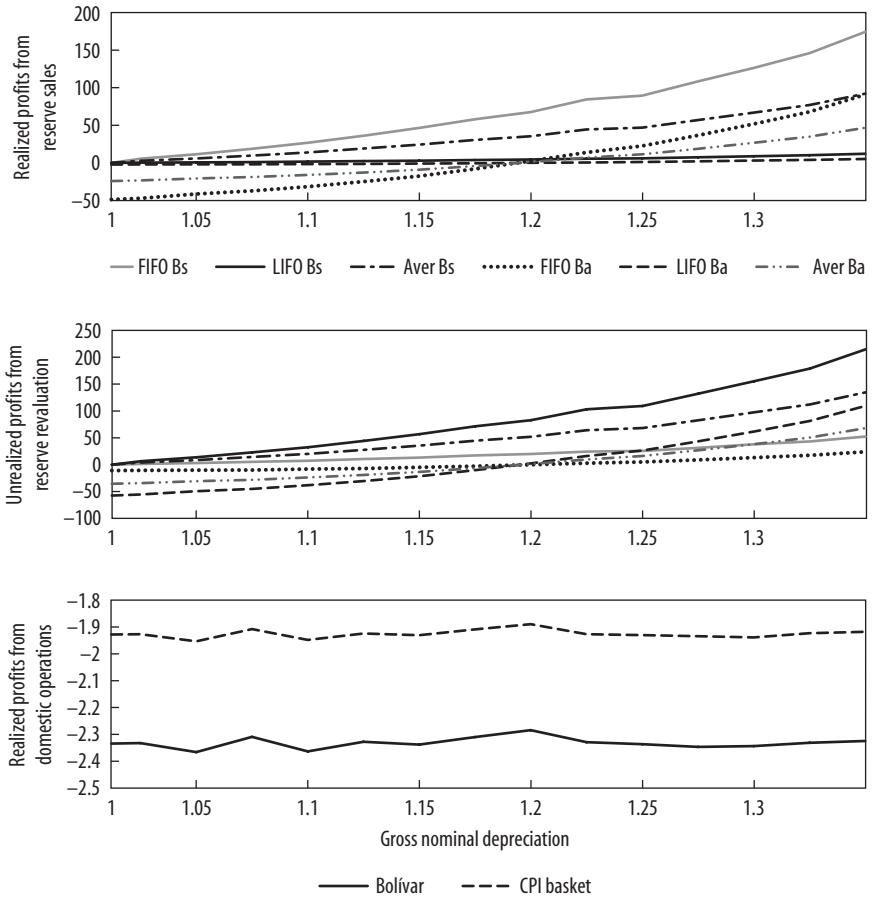 Realized profits from
reserve sales
200
150
100
50
0
−50
1
1.05
1.1
1.15
1.2
1.25
1.3
FIFO Bs
LIFO Bs
Aver Bs
FIFO Ba
LIFO Ba
Aver Ba
Unrealized profits from
reserve revaluation
250
200
150
100
50
0
−50
−100
1
1.05
1.1
1.15
1.2
1.25
1.3
Realized profits from
domestic operations
−1.8
−1.9
−2
−2.1
−2.2
−2.3
−2.4
−2.5
1
1.05
1.1
1.15
1.2
1.25
1.3
Gross nominal depreciation
Bolívar
CPI basket